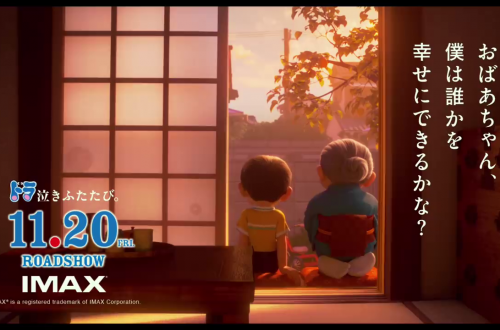 おばあちゃん、
僕は誰かを
幸せにできるかな?
ドラ泣きふたたび。
11.20 FRI.
ROADSHOW
IMAX
AX® is a registered trademark of IMAX Corporation.